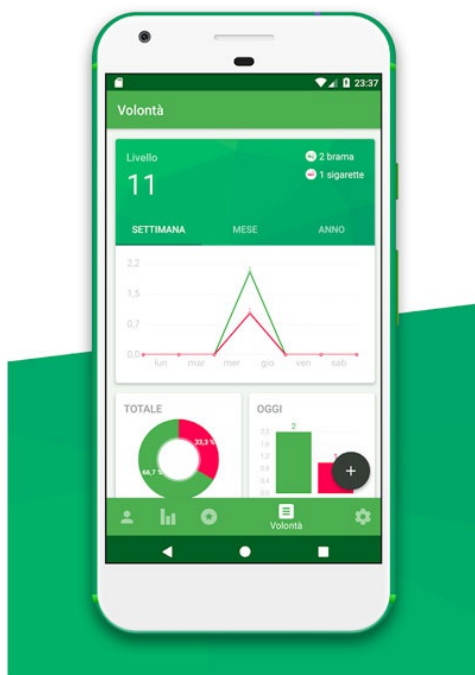 23:37
Volontà
Livello
11
2 brama
1 sigarette
SETTIMANA
MESE
ANNO
2,2
1,5
0,7
0,0
lun
mar
mer
gio
ven
sab
TOTALE
33,3 %
66,7 %
OGGI
2
1
+
Volontà